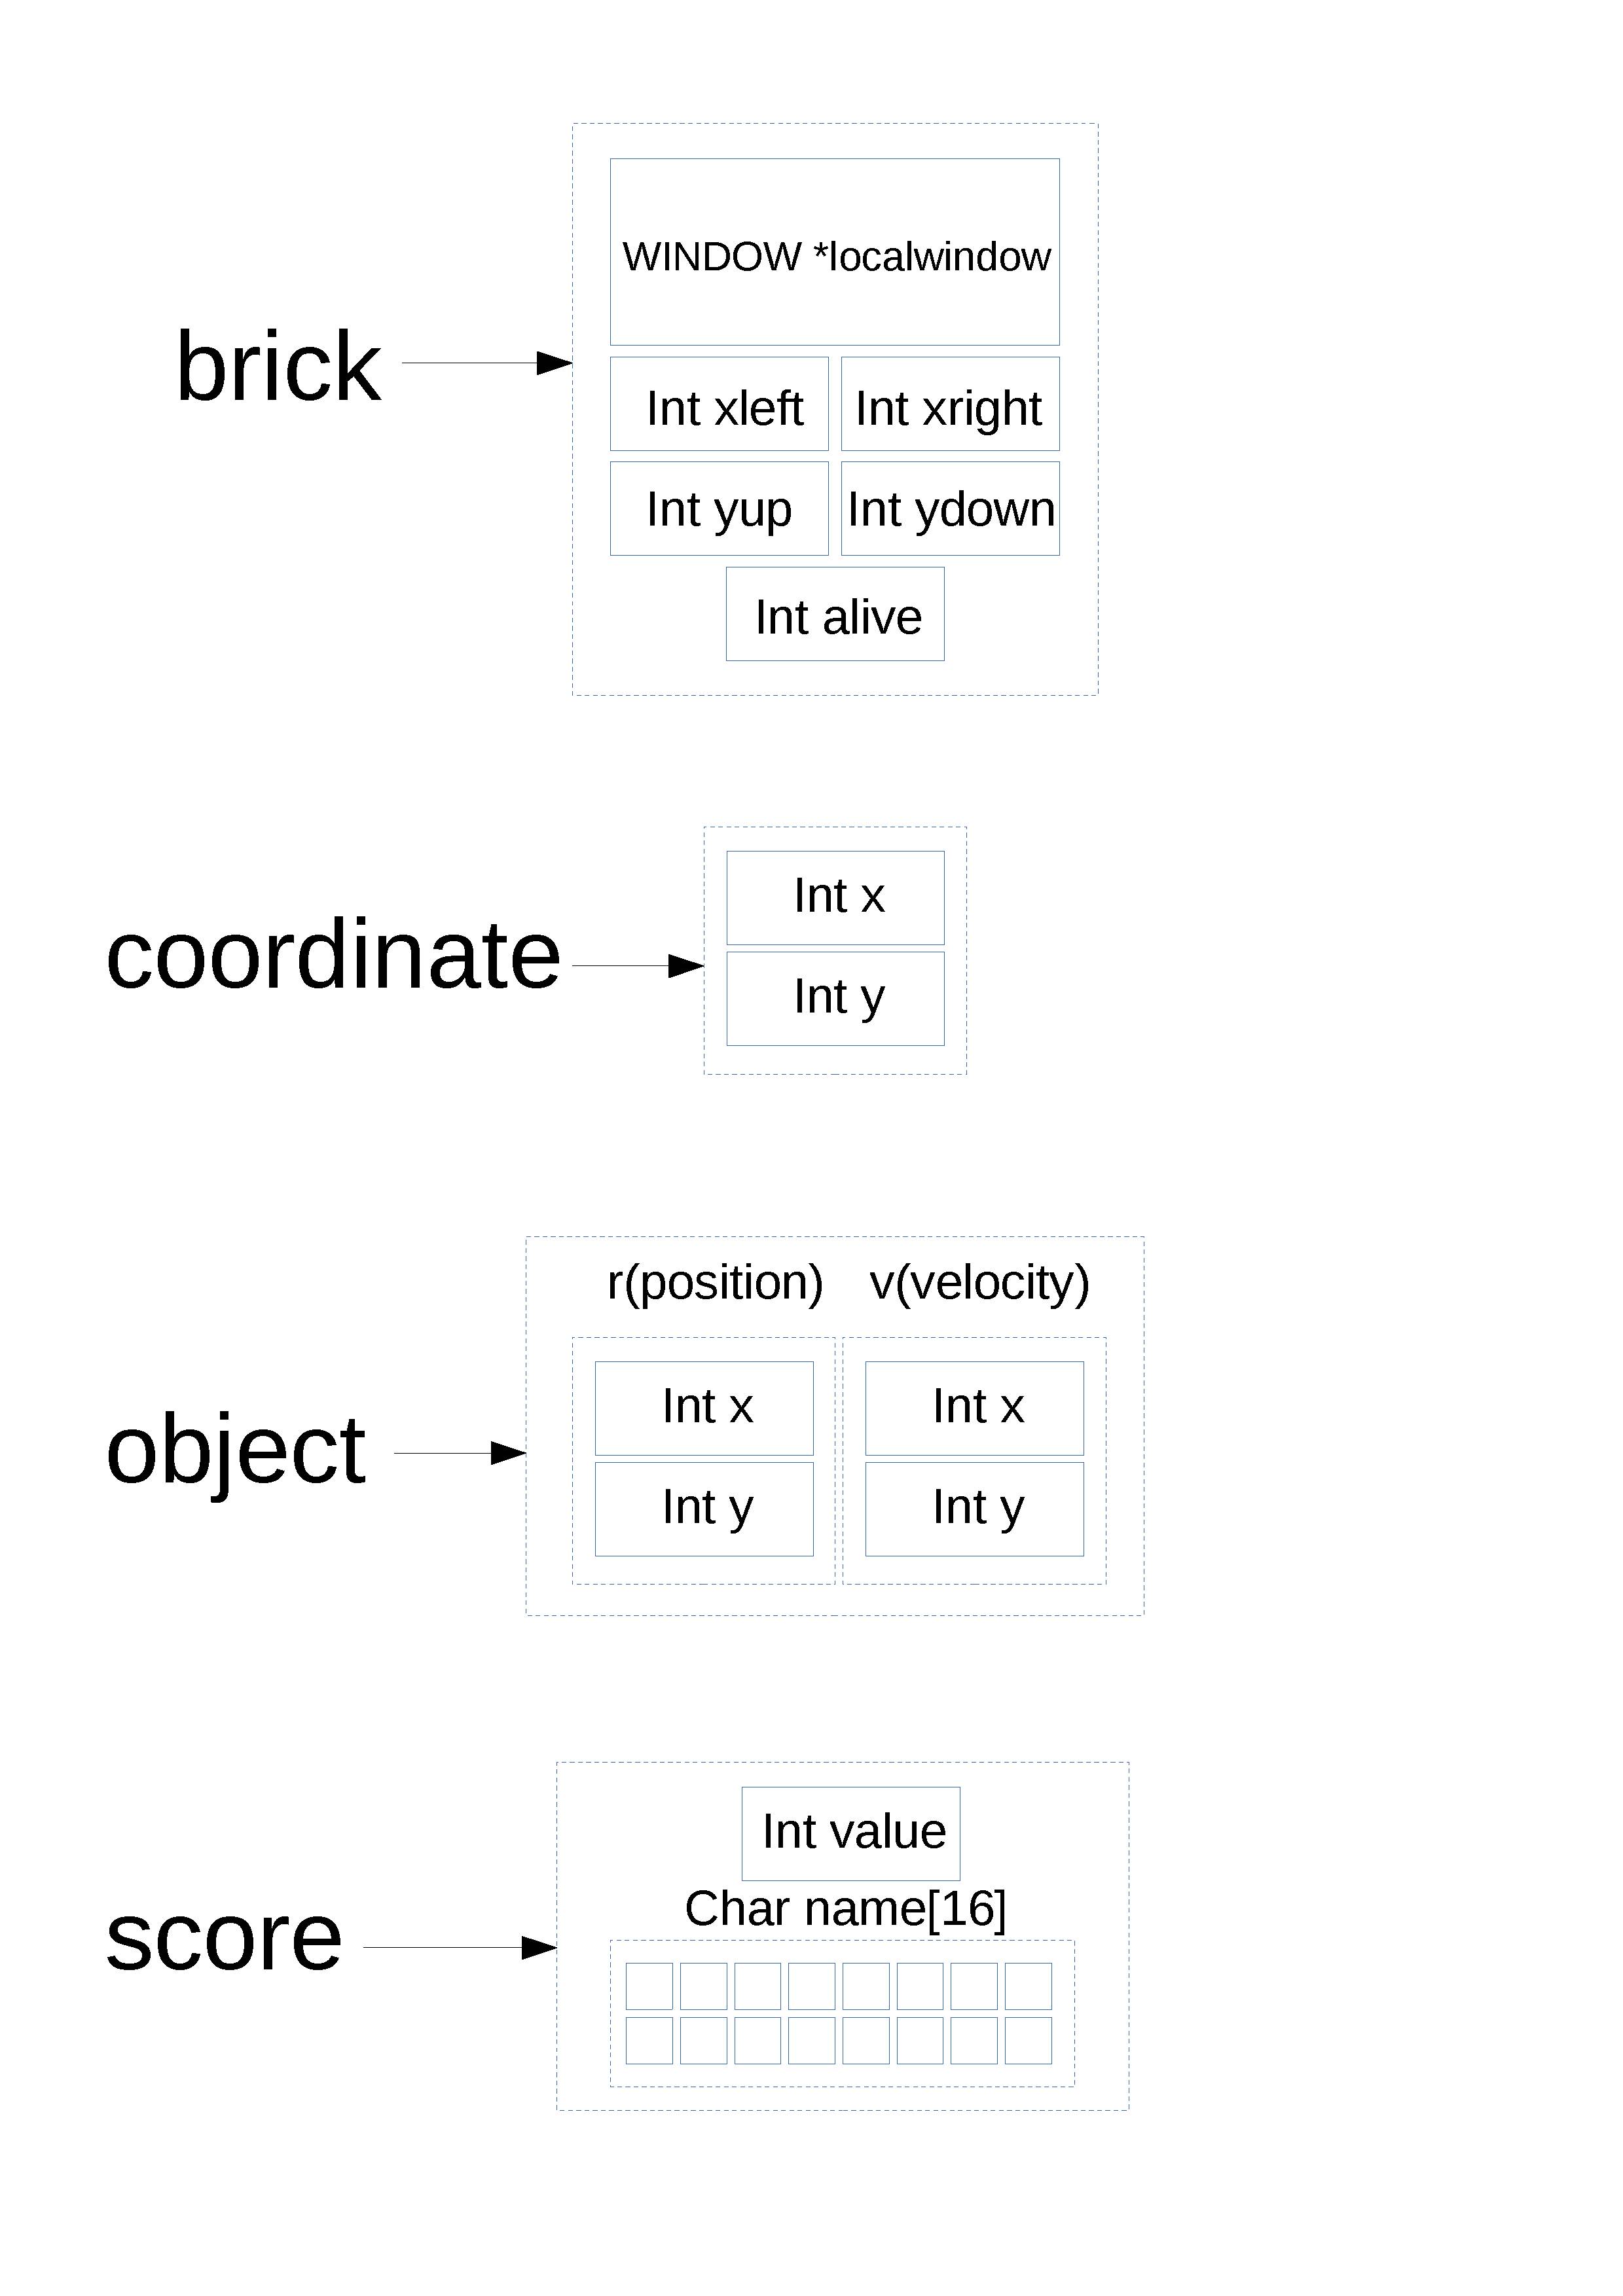 WINDOW *localwindow
brick
Int xleft Int xright
Int yup Int ydown
Int alive
Int x
coordinate
Int y
r(position) v(velocity)
Int x Int x
object
Int y Int y
Int value
Char name[16]
score